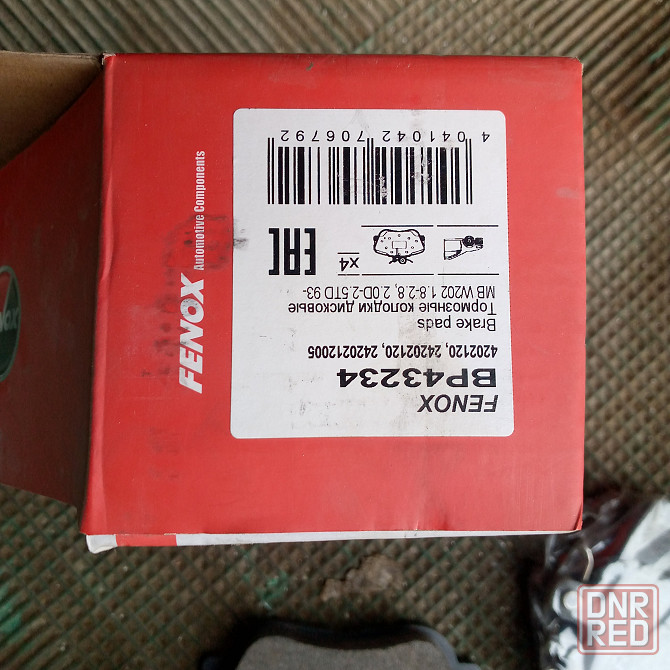 FENOX
BP43234
4202120, 24202120, 2420212005
Brake pads
Тормозные колодки дисковые
MB W202 1.8-2.8, 2.0D-2.5TD 93-
x4
EAC
4 041042 706792
FENOX
Automotive Components
DNR
RED